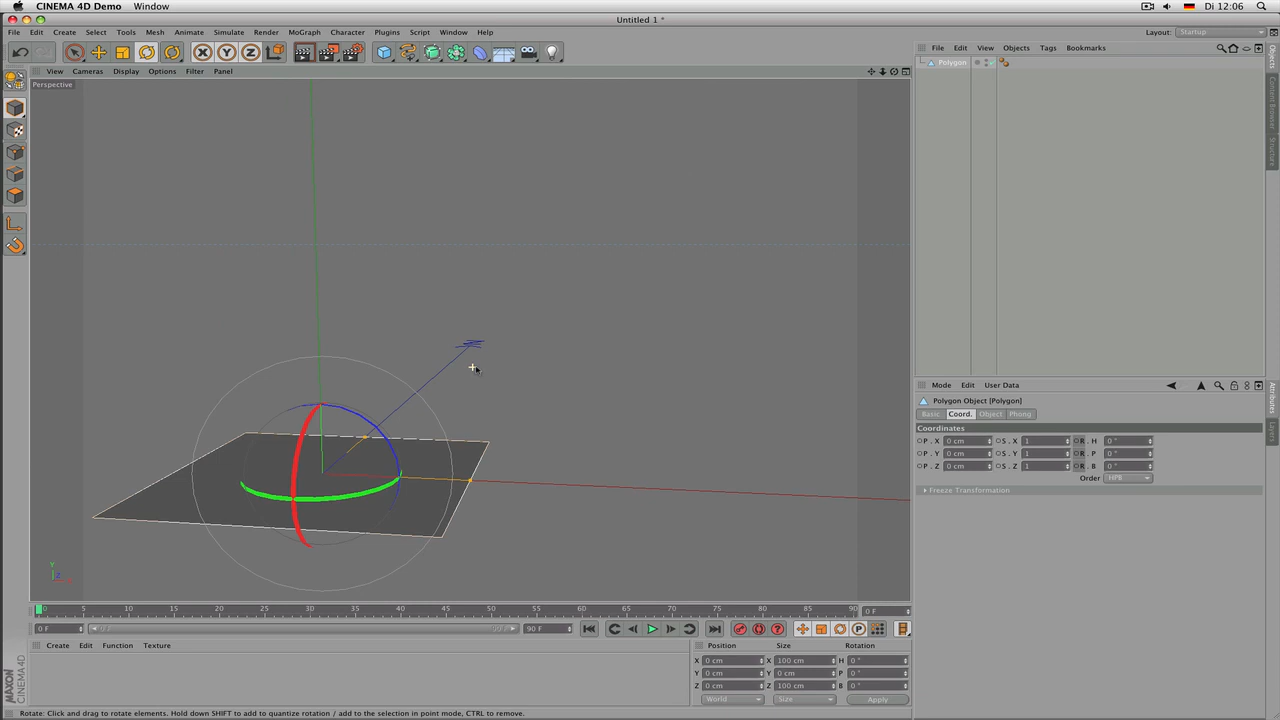 CINEMA 4D Demo Window Di 12:06
Untitled 1 *
File Edit Create Select Tools Mesh Animate Simulate Render MoGraph Character Plugins Script Window Help Layout: Startup
X Y Z
File Edit View Objects Tags Bookmarks
View Cameras Display Options Filter Panel
Polygon
Perspective
Objects
Content Browser
Structure
Mode Edit User Data
Attributes
Layers
Polygon Object [Polygon]
Basic Coord. Object Phong
Coordinates
P . X 0 cm S . X 1 R . H 0 °
P . Y 0 cm S . Y 1 R . P 0 °
P . Z 0 cm S . Z 1 R . B 0 °
Order HPB
Freeze Transformation
Y
Z
0 5 10 15 20 25 30 35 40 45 50 55 60 65 70 75 80 85 90 0 F
0 F 90 F P
Create Edit Function Texture
Position Size Rotation
X 0 cm X 100 cm H 0 °
Y 0 cm Y 0 cm P 0 °
Z 0 cm Z 100 cm B 0 °
World Size Apply
MAXON
CINEMA 4D
Rotate: Click and drag to rotate elements. Hold down SHIFT to add to quantize rotation / add to the selection in point mode, CTRL to remove.